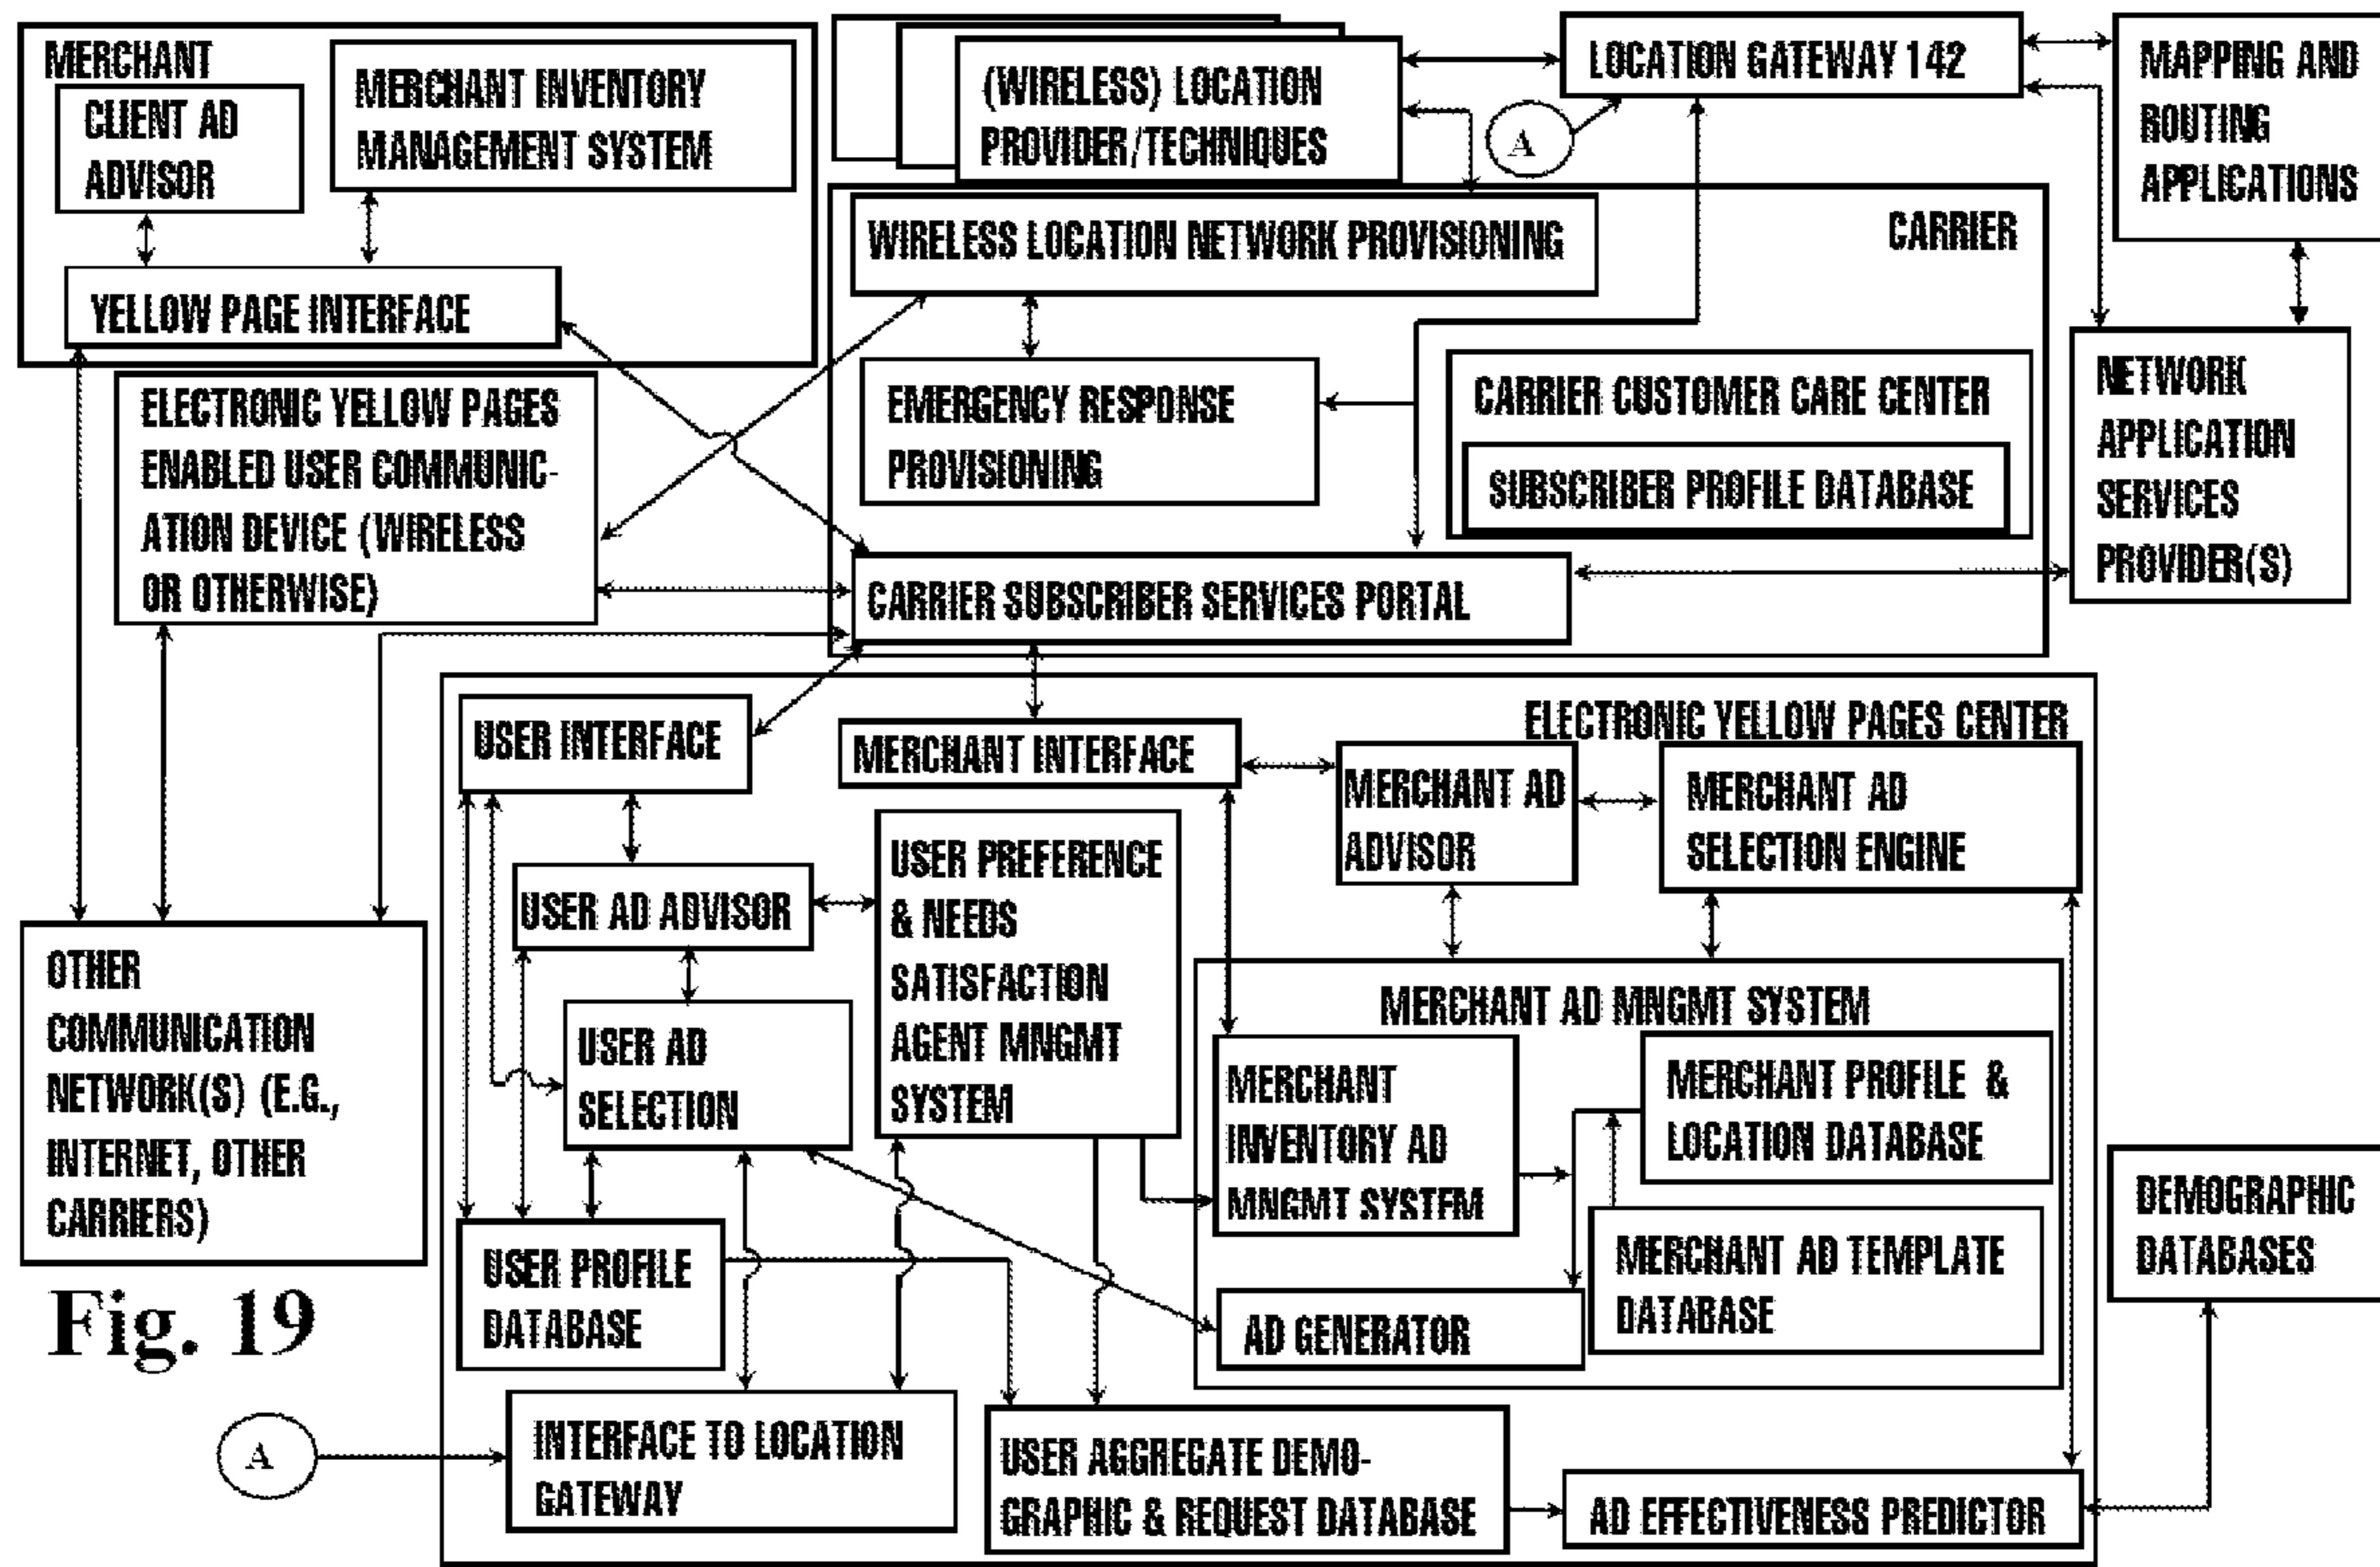 MERCHANT
CLIENT AD
ADVISOR
MERCHANT INVENTORY
MANAGEMENT SYSTEM
YELLOW PAGE INTERFACE
(WIRELESS) LOCATION
PROVIDER/TECHNIQUES
LOCATION GATEWAY 142
A
MAPPING AND
ROUTING
APPLICATIONS
CARRIER
WIRELESS LOCATION NETWORK PROVISIONING
EMERGENCY RESPONSE
PROVISIONING
CARRIER CUSTOMER CARE CENTER
SUBSCRIBER PROFILE DATABASE
NETWORK
APPLICATION
SERVICES
PROVIDER(S)
ELECTRONIC YELLOW PAGES
ENABLED USER COMMUNIC-
ATION DEVICE (WIRELESS
OR OTHERWISE)
CARRIER SUBSCRIBER SERVICES PORTAL
ELECTRONIC YELLOW PAGES CENTER
USER INTERFACE
MERCHANT INTERFACE
MERCHANT AD
ADVISOR
MERCHANT AD
SELECTION ENGINE
USER AD ADVISOR
USER PREFERENCE
& NEEDS
SATISFACTION
AGENT MNGMT
SYSTEM
OTHER
COMMUNICATION
NETWORK(S) (E.G.,
INTERNET, OTHER
CARRIERS)
USER AD
SELECTION
MERCHANT AD MNGMT SYSTEM
MERCHANT
INVENTORY AD
MNGMT SYSTEM
MERCHANT PROFILE &
LOCATION DATABASE
MERCHANT AD TEMPLATE
DATABASE
AD GENERATOR
DEMOGRAPHIC
DATABASES
USER PROFILE
DATABASE
Fig. 19
A
INTERFACE TO LOCATION
GATEWAY
USER AGGREGATE DEMO-
GRAPHIC & REQUEST DATABASE
AD EFFECTIVENESS PREDICTOR